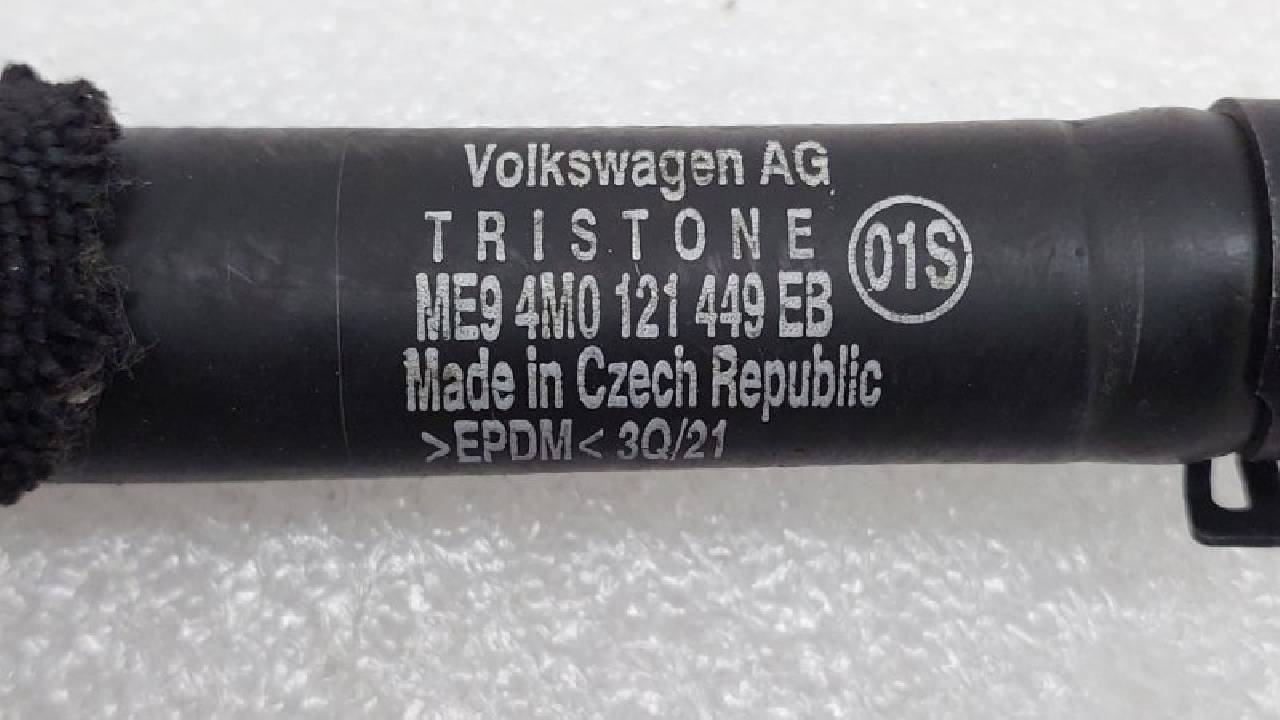 Volkswagen AG
TRISTONE
01S
ME9 4M0 121 449 EB
Made in Czech Republic
>EPDM< 3Q/21